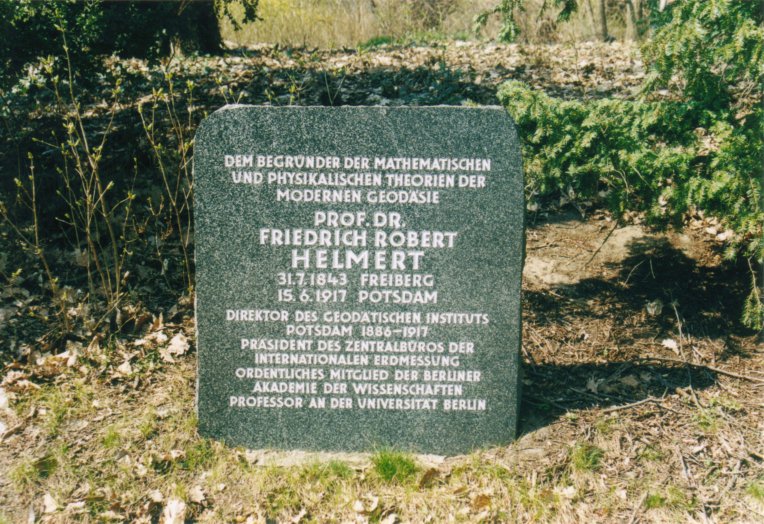 DEM BEGRÜNDER DER MATHEMATISCHEN
UND PHYSIKALISCHEN THEORIEN DER
MODERNEN GEODÄSIE
PROF. DR.
FRIEDRICH ROBERT
HELMERT
31.7.1843 FREIBERG
15.6.1917 POTSDAM
DIREKTOR DES GEODÄTISCHEN INSTITUTS
POTSDAM 1886-1917
PRÄSIDENT DES ZENTRALBÜROS DER
INTERNATIONALEN ERDMESSUNG
ORDENTLICHES MITGLIED DER BERLINER
AKADEMIE DER WISSENSCHAFTEN
PROFESSOR AN DER UNIVERSITÄT BERLIN